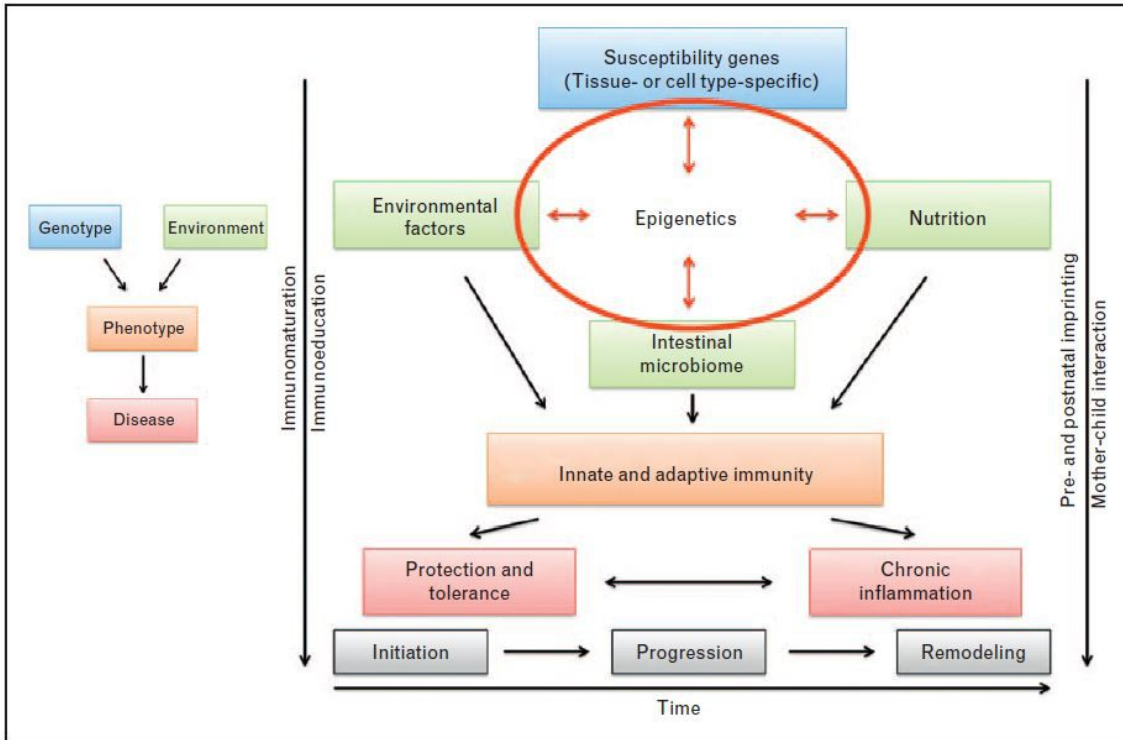 Susceptibility genes
(Tissue- or cell type-specific)
Environmental
factors
Epigenetics
Nutrition
Genotype
Environment
Phenotype
Disease
Intestinal
microbiome
Immunomaturation
Immunoeducation
Pre- and postnatal imprinting
Mother-child interaction
Innate and adaptive immunity
Protection and
tolerance
Chronic
inflammation
Initiation
Progression
Remodeling
Time